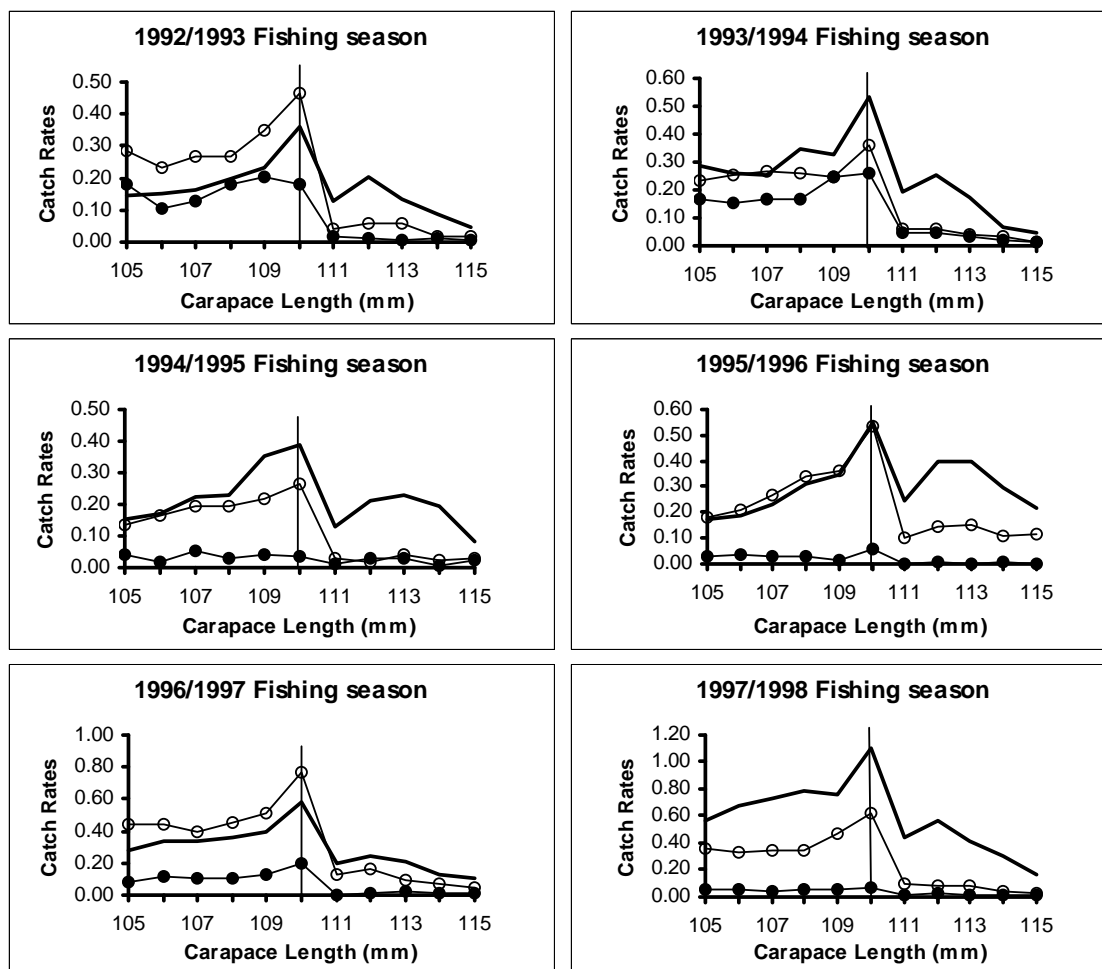 1992/1993 Fishing season
Catch Rates
0.50
0.40
0.30
0.20
0.10
0.00
105 107 109 111 113 115
Carapace Length (mm)
1993/1994 Fishing season
Catch Rates
0.60
0.50
0.40
0.30
0.20
0.10
0.00
105 107 109 111 113 115
Carapace Length (mm)
1994/1995 Fishing season
Catch Rates
0.50
0.40
0.30
0.20
0.10
0.00
105 107 109 111 113 115
Carapace Length (mm)
1995/1996 Fishing season
Catch Rates
0.60
0.50
0.40
0.30
0.20
0.10
0.00
105 107 109 111 113 115
Carapace Length (mm)
1996/1997 Fishing season
Catch Rates
1.00
0.80
0.60
0.40
0.20
0.00
105 107 109 111 113 115
Carapace Length (mm)
1997/1998 Fishing season
Catch Rates
1.20
1.00
0.80
0.60
0.40
0.20
0.00
105 107 109 111 113 115
Carapace Length (mm)